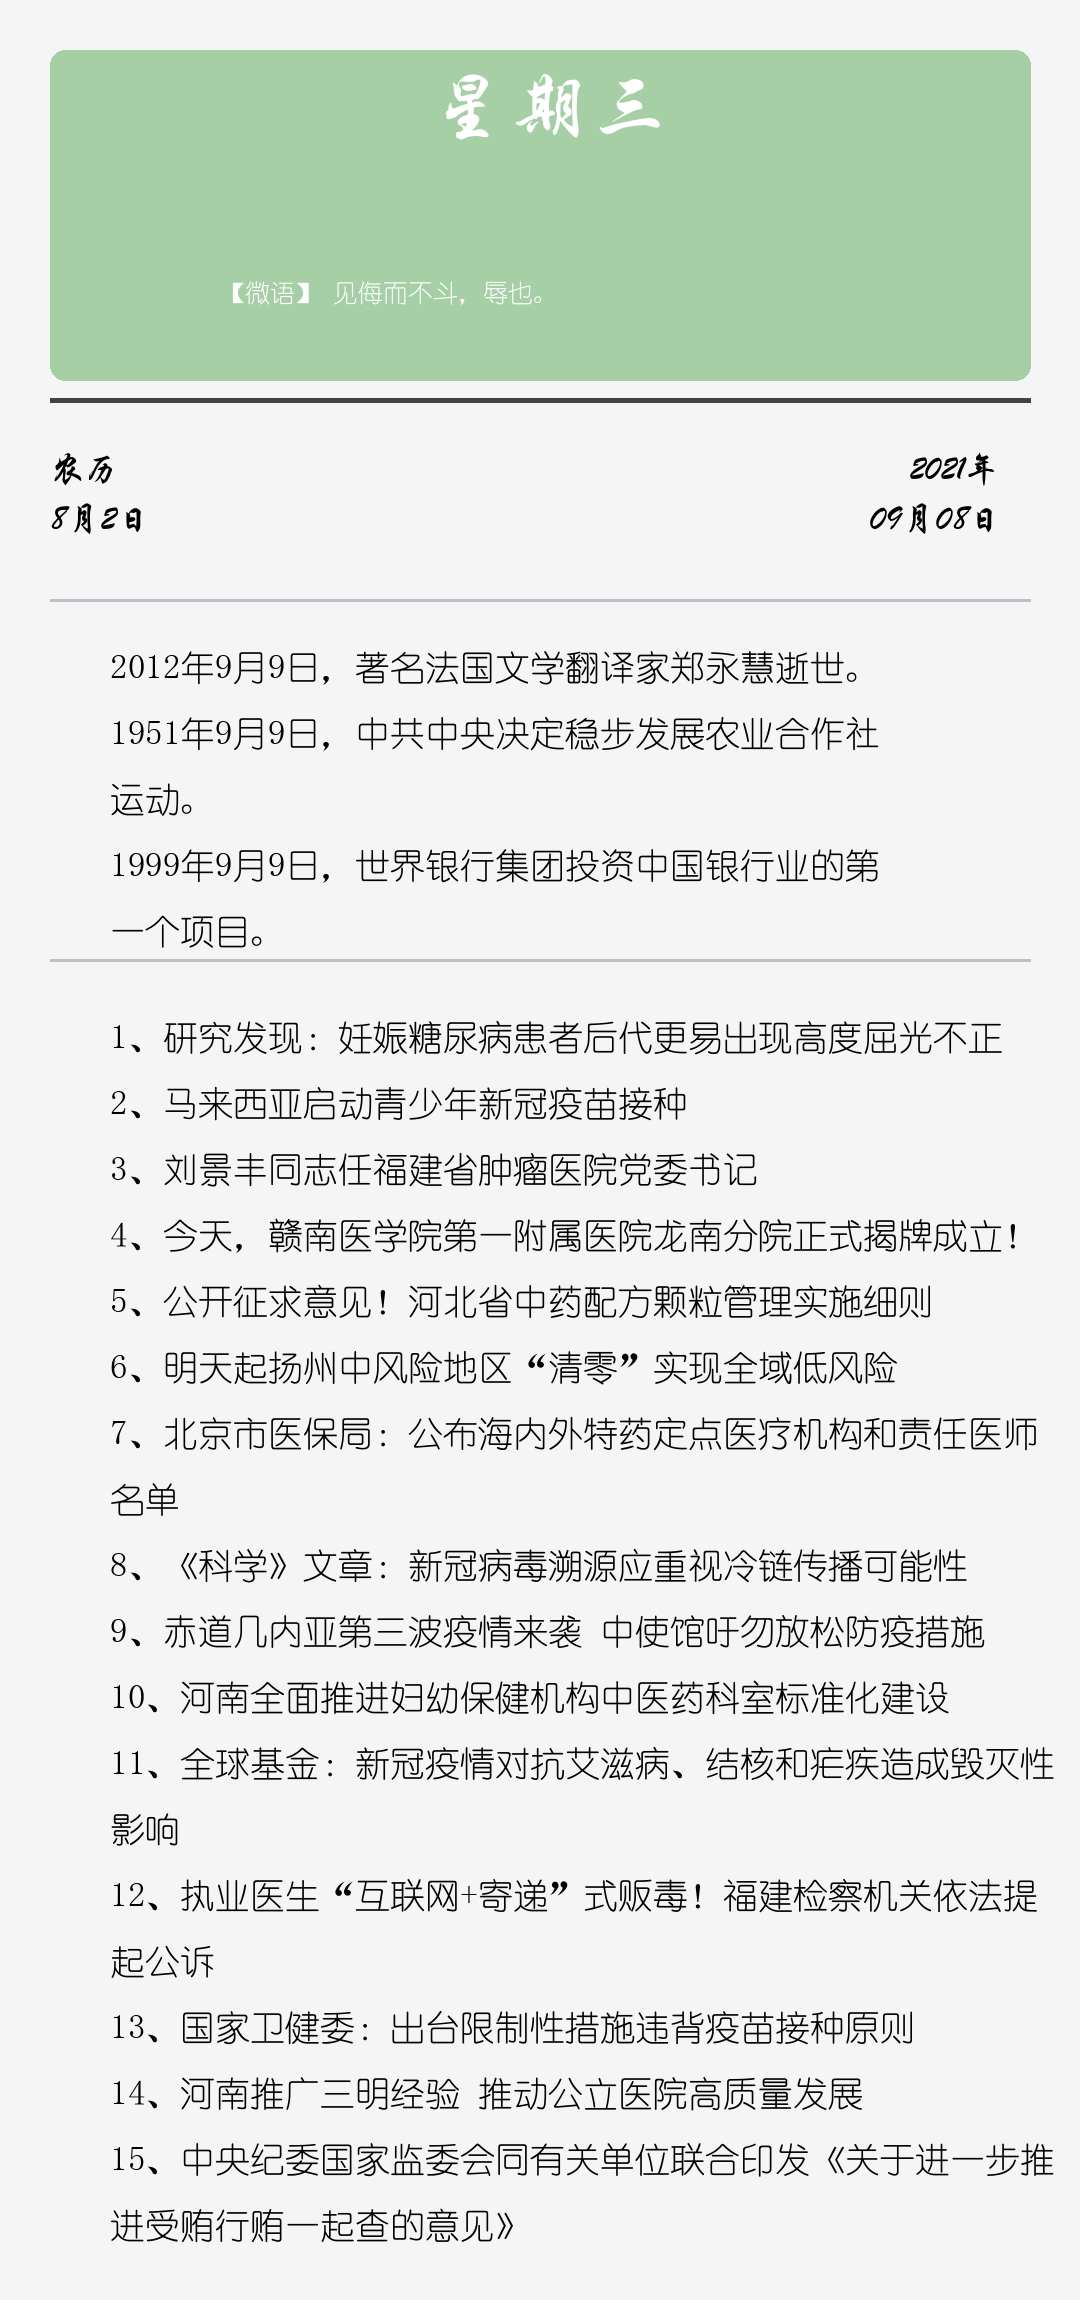 星期三
【微语】 见侮而不斗，辱也。
农历
2021年
8月2日
09月08日
2012年9月9日，著名法国文学翻译家郑永慧逝世。
1951年9月9日，中共中央决定稳步发展农业合作社
运动。
1999年9月9日，世界银行集团投资中国银行业的第
一个项目。
1、研究发现：妊娠糖尿病患者后代更易出现高度屈光不正
2、马来西亚启动青少年新冠疫苗接种
3、刘景丰同志任福建省肿瘤医院党委书记
4、今天，赣南医学院第一附属医院龙南分院正式揭牌成立！
5、公开征求意见！河北省中药配方颗粒管理实施细则
6、明天起扬州中风险地区“清零”实现全域低风险
7、北京市医保局：公布海内外特药定点医疗机构和责任医师
名单
8、《科学》文章：新冠病毒溯源应重视冷链传播可能性
9、赤道几内亚第三波疫情来袭 中使馆吁勿放松防疫措施
10、河南全面推进妇幼保健机构中医药科室标准化建设
11、全球基金：新冠疫情对抗艾滋病、结核和疟疾造成毁灭性
影响
12、执业医生“互联网+寄递”式贩毒！福建检察机关依法提
起公诉
13、国家卫健委：出台限制性措施违背疫苗接种原则
14、河南推广三明经验 推动公立医院高质量发展
15、中央纪委国家监委会同有关单位联合印发《关于进一步推
进受贿行贿一起查的意见》